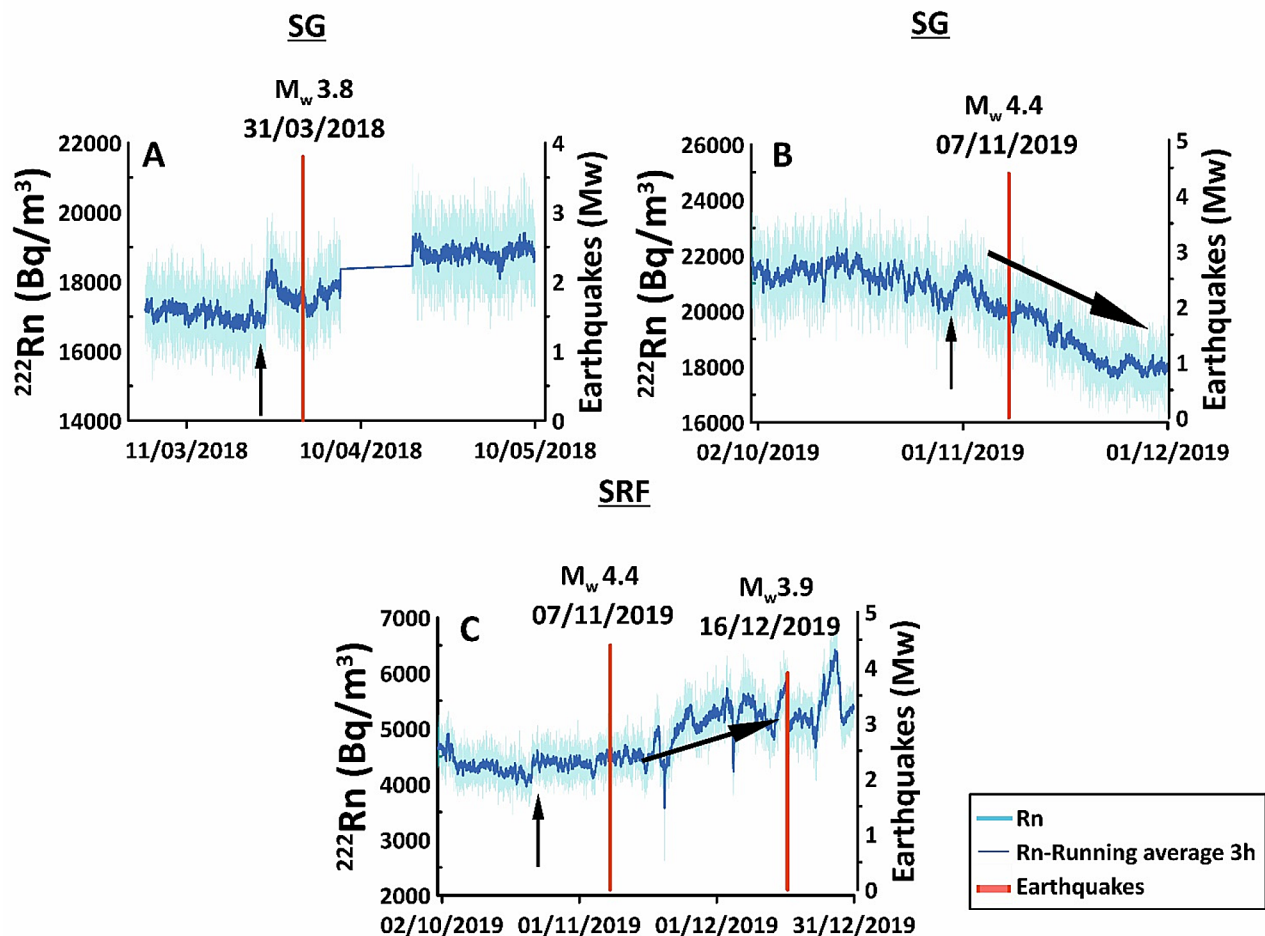 SG
M_w 3.8
31/03/2018
A
22000
20000
18000
16000
14000
²²²Rn (Bq/m³)
4
3
2
1
0
Earthquakes (Mw)
11/03/2018 10/04/2018 10/05/2018
SG
M_w 4.4
07/11/2019
B
26000
24000
22000
20000
18000
16000
²²²Rn (Bq/m³)
5
4
3
2
1
0
Earthquakes (Mw)
02/10/2019 01/11/2019 01/12/2019
SRF
M_w 4.4
07/11/2019
M_w 3.9
16/12/2019
C
7000
6000
5000
4000
3000
2000
²²²Rn (Bq/m³)
5
4
3
2
1
0
Earthquakes (Mw)
02/10/2019 01/11/2019 01/12/2019 31/12/2019
Rn
Rn-Running average 3h
Earthquakes